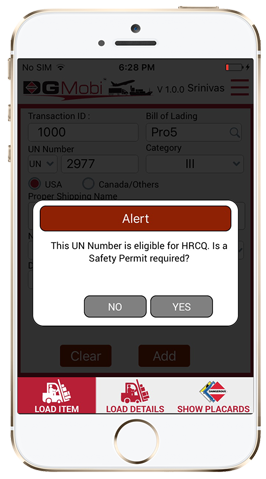 No SIM 6:28 PM
DGMobi V 1.0.0 Srinivas
Transaction ID : Bill of Lading
1000 Pro5
UN Number Category
UN 2977 III
USA Canada/Others
Proper Shipping Name
Alert
This UN Number is eligible for HRCQ. Is a
Safety Permit required?
NO YES
Clear Add
LOAD ITEM LOAD DETAILS SHOW PLACARDS